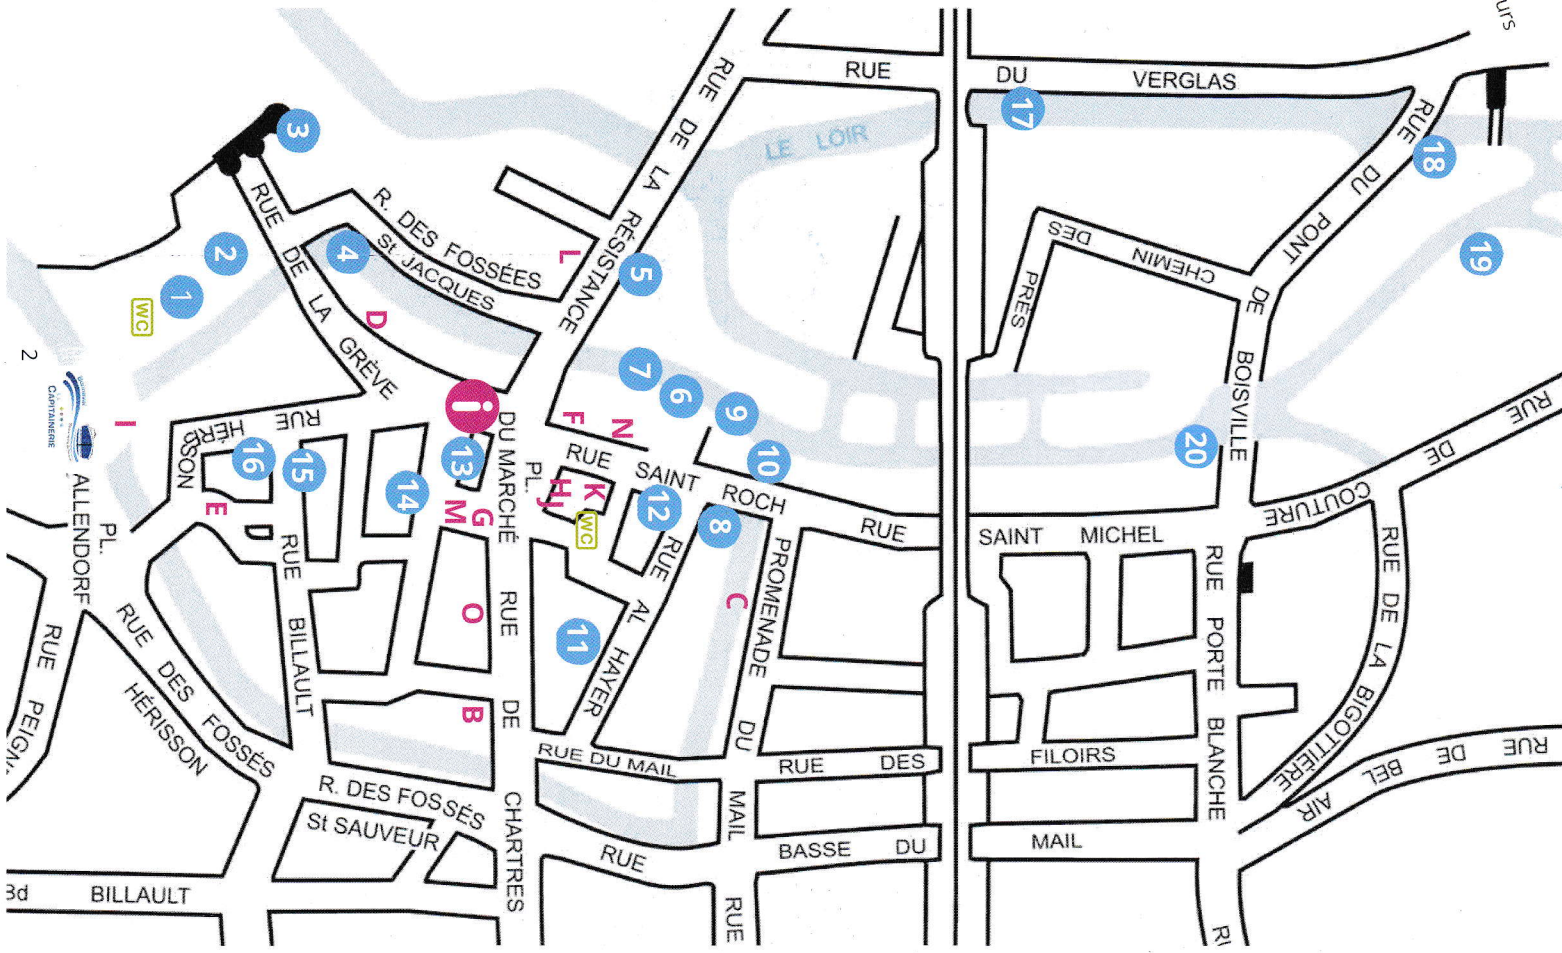 urs
RUE DU VERGLAS
17
RUE DU PONT DE BOISVILLE
18
19
LE LOIR
RUE DE LA RÉSISTANCE
3
R. DES FOSSÉES
St JACQUES
RUE DE LA GRÈVE
2
4
1
WC
D
L
5
CHEMIN DES PRÈS
2
CAPITAINERIE
I
7
6
9
10
20
i
F
N
RUE DE COUTURE
RUE HÉRISSON
16
15
14
13
PL. DU MARCHÉ
RUE SAINT ROCH
H
J
K
WC
12
8
E
M
G
RUE SAINT MICHEL
PL. ALLENDORF
RUE BILLAULT
O
11
C
B
RUE AL HAYER
PROMENADE DU MAIL
RUE PORTE BLANCHE
RUE DE LA BIGOTTIÈRE
RUE DE BEL AIR
RUE DES FOSSÉS
HÉRISSON
RUE DE CHARTRES
RUE DU MAIL
RUE DES FILOIRS
R. DES FOSSÉS
St SAUVEUR
RUE BASSE DU MAIL
Bd BILLAULT
RUE